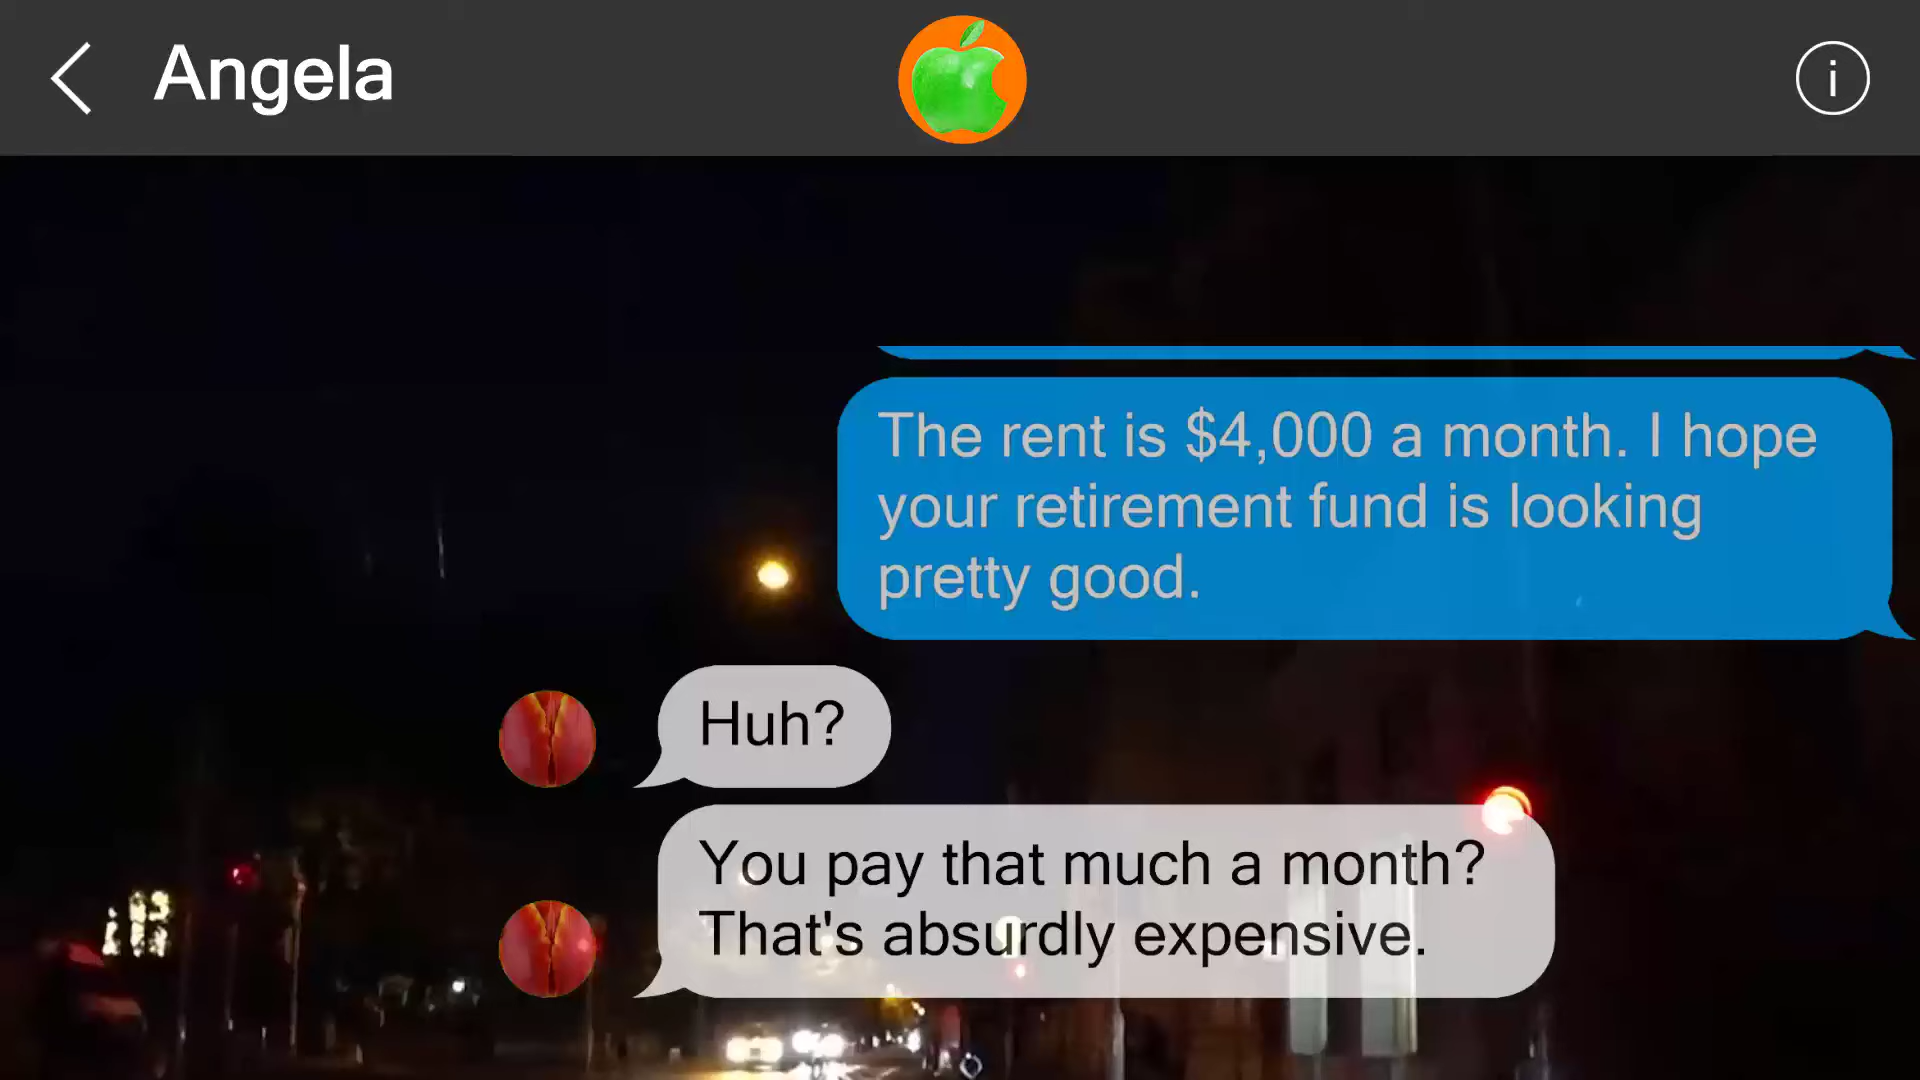 Angela
i
The rent is $4,000 a month. I hope
your retirement fund is looking
pretty good.
Huh?
You pay that much a month?
That's absurdly expensive.